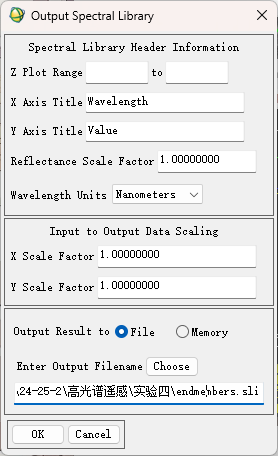 Output Spectral Library
Spectral Library Header Information
Z Plot Range to
X Axis Title Wavelength
Y Axis Title Value
Reflectance Scale Factor 1.00000000
Wavelength Units Nanometers
Input to Output Data Scaling
X Scale Factor 1.00000000
Y Scale Factor 1.00000000
Output Result to File Memory
Enter Output Filename Choose
\24-25-2\高光谱遥感\实验四\endmembers.sli
OK Cancel